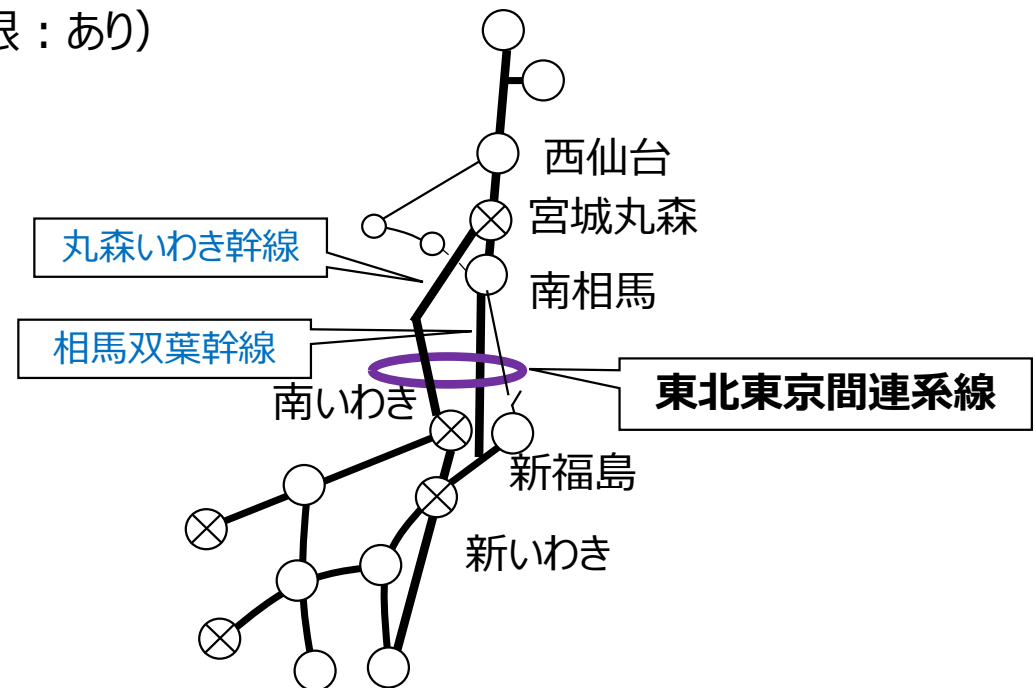 限：あり）
西仙台
宮城丸森
丸森いわき幹線
南相馬
相馬双葉幹線
東北東京間連系線
南いわき
新福島
新いわき